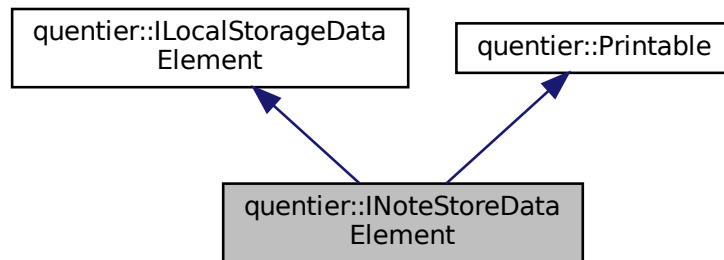 quentier::ILocalStorageData
Element
quentier::Printable
quentier::INoteStoreData
Element